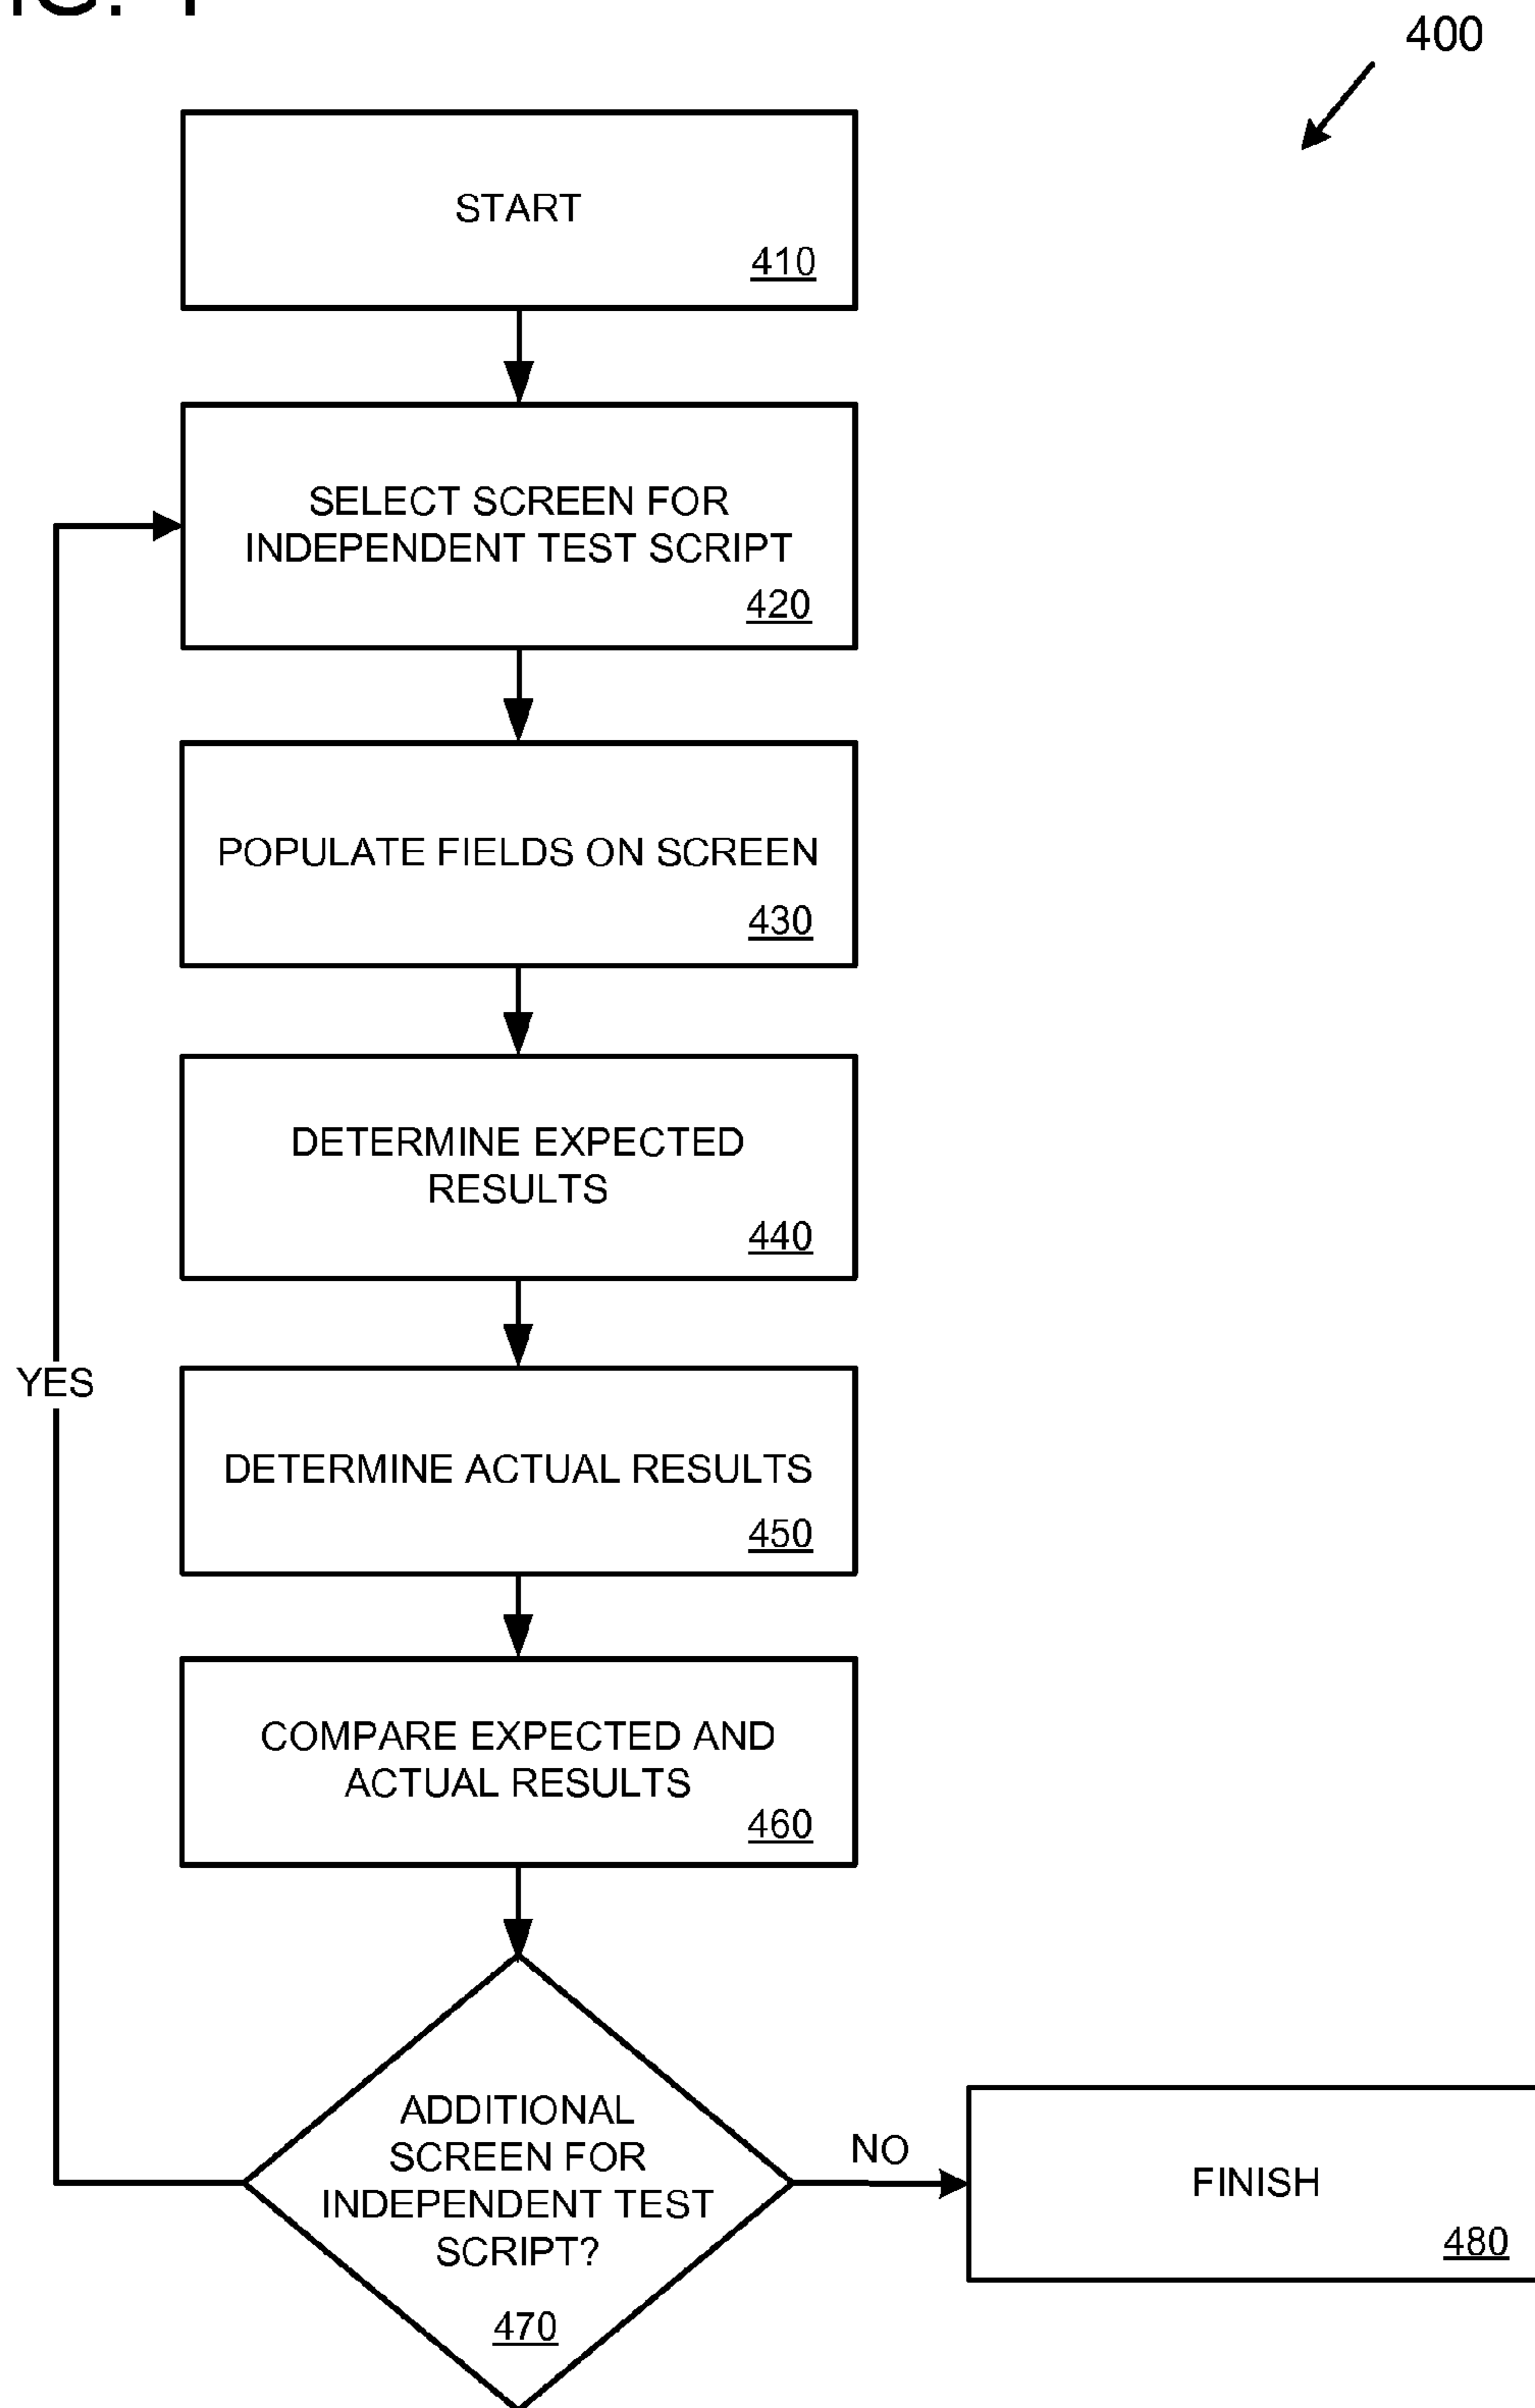 400
START
410
SELECT SCREEN FOR
INDEPENDENT TEST SCRIPT
420
POPULATE FIELDS ON SCREEN
430
DETERMINE EXPECTED
RESULTS
440
YES
DETERMINE ACTUAL RESULTS
450
COMPARE EXPECTED AND
ACTUAL RESULTS
460
ADDITIONAL
SCREEN FOR
INDEPENDENT TEST
SCRIPT?
470
NO
FINISH
480